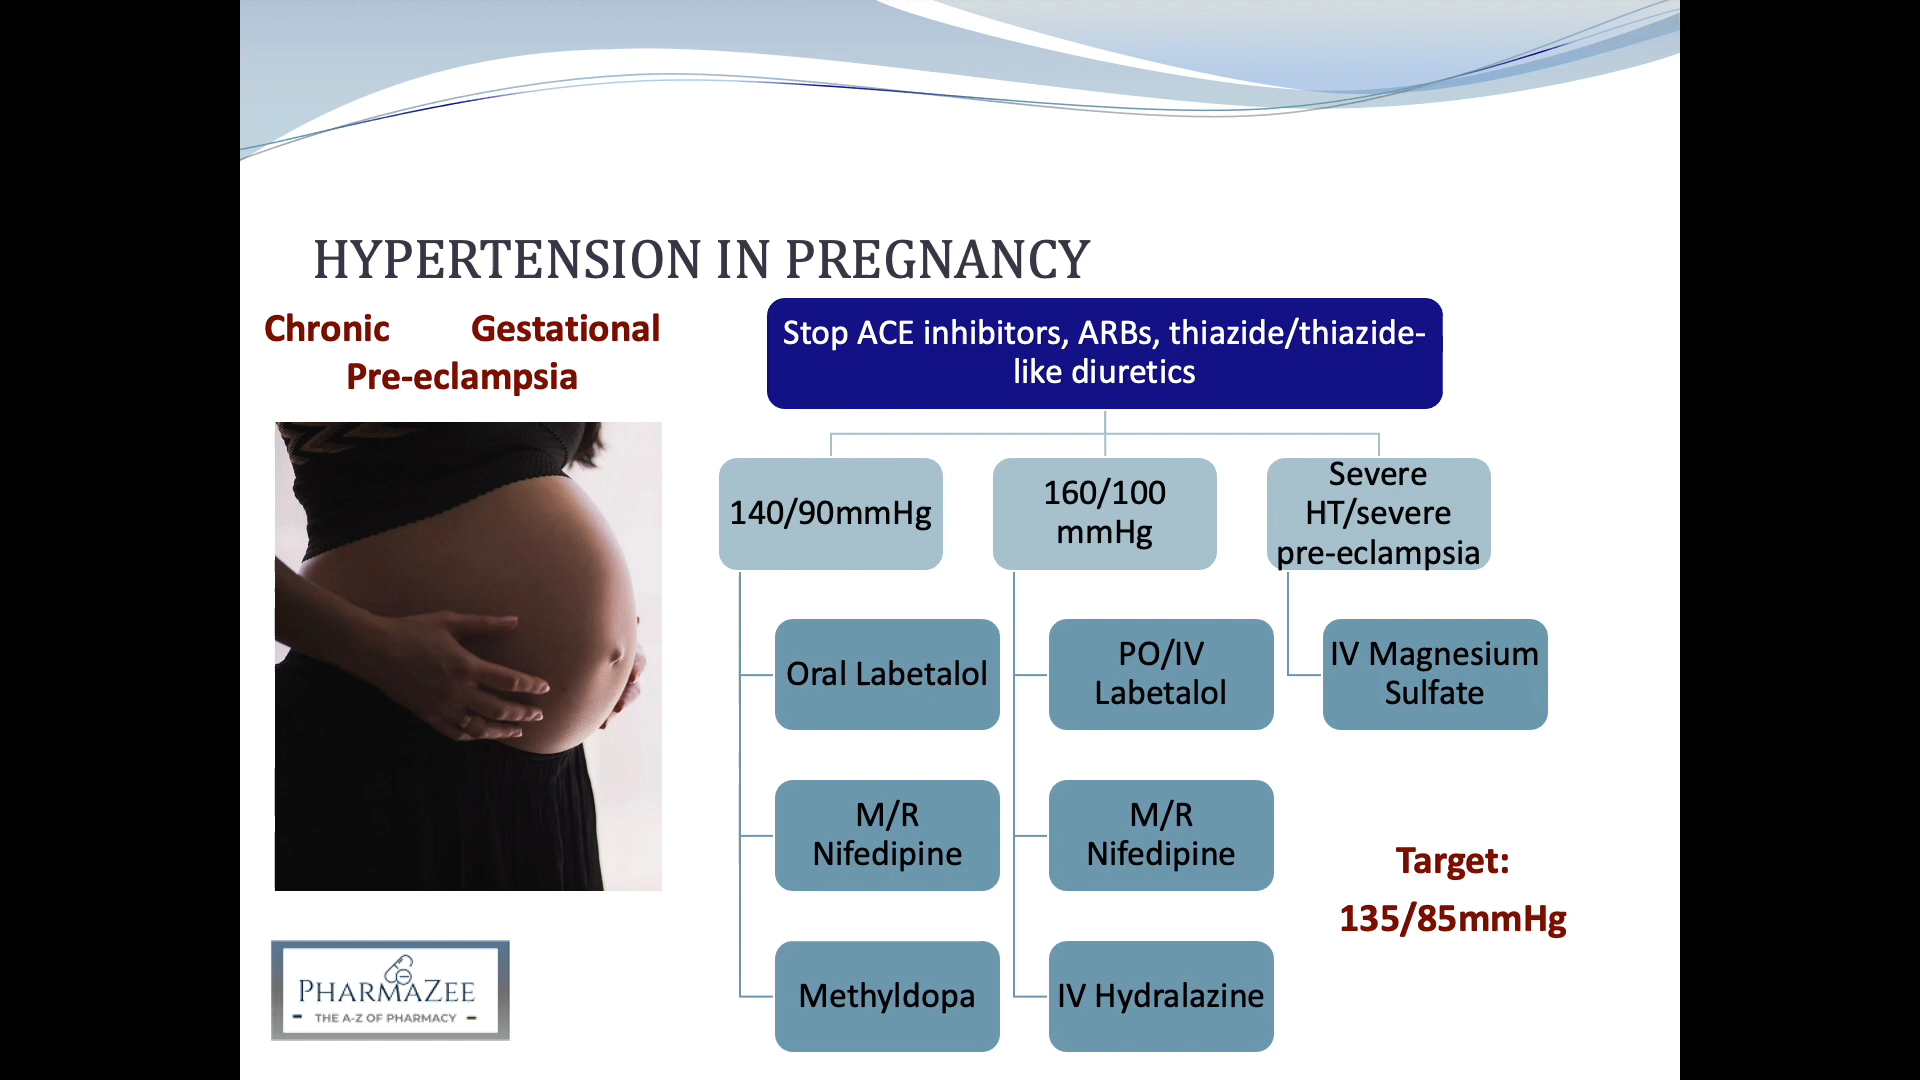 HYPERTENSION IN PREGNANCY
Chronic Gestational
Pre-eclampsia
Stop ACE inhibitors, ARBs, thiazide/thiazide-
like diuretics
140/90mmHg
160/100
mmHg
Severe
HT/severe
pre-eclampsia
Oral Labetalol
M/R
Nifedipine
Methyldopa
PO/IV
Labetalol
M/R
Nifedipine
IV Hydralazine
IV Magnesium
Sulfate
Target:
135/85mmHg
PHARMAZEE
THE A-Z OF PHARMACY